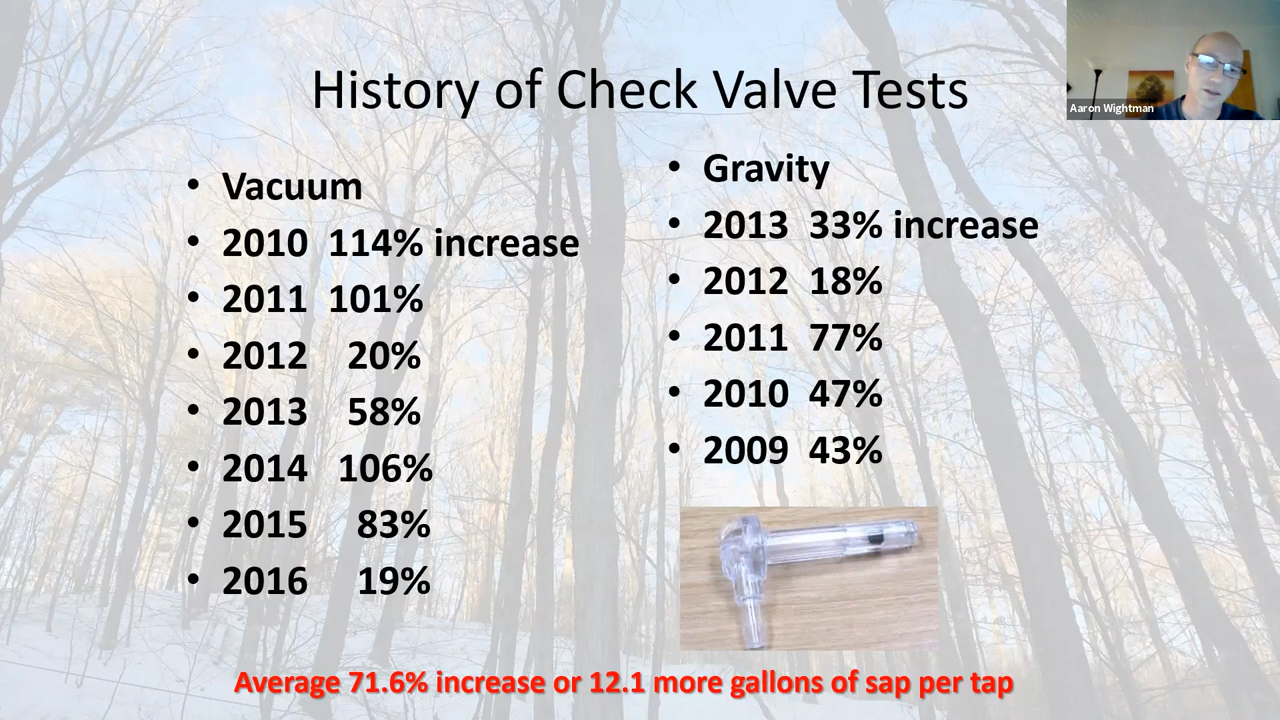 History of Check Valve Tests
Aaron Wightman
• Vacuum
• 2010 114% increase
• 2011 101%
• 2012 20%
• 2013 58%
• 2014 106%
• 2015 83%
• 2016 19%
• Gravity
• 2013 33% increase
• 2012 18%
• 2011 77%
• 2010 47%
• 2009 43%
Average 71.6% increase or 12.1 more gallons of sap per tap